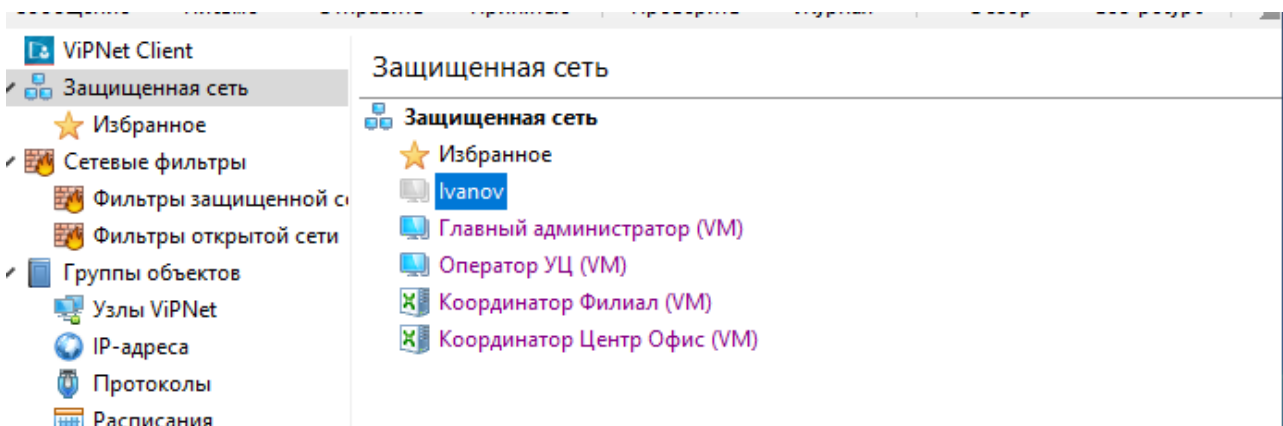 ViPNet Client
Защищенная сеть
Избранное
Сетевые фильтры
Фильтры защищенной
Фильтры открытой сети
Группы объектов
Узлы ViPNet
IP-адреса
Протоколы
Расписания
Защищенная сеть
Защищенная сеть
Избранное
Ivanov
Главный администратор (VM)
Оператор УЦ (VM)
Координатор Филиал (VM)
Координатор Центр Офис (VM)